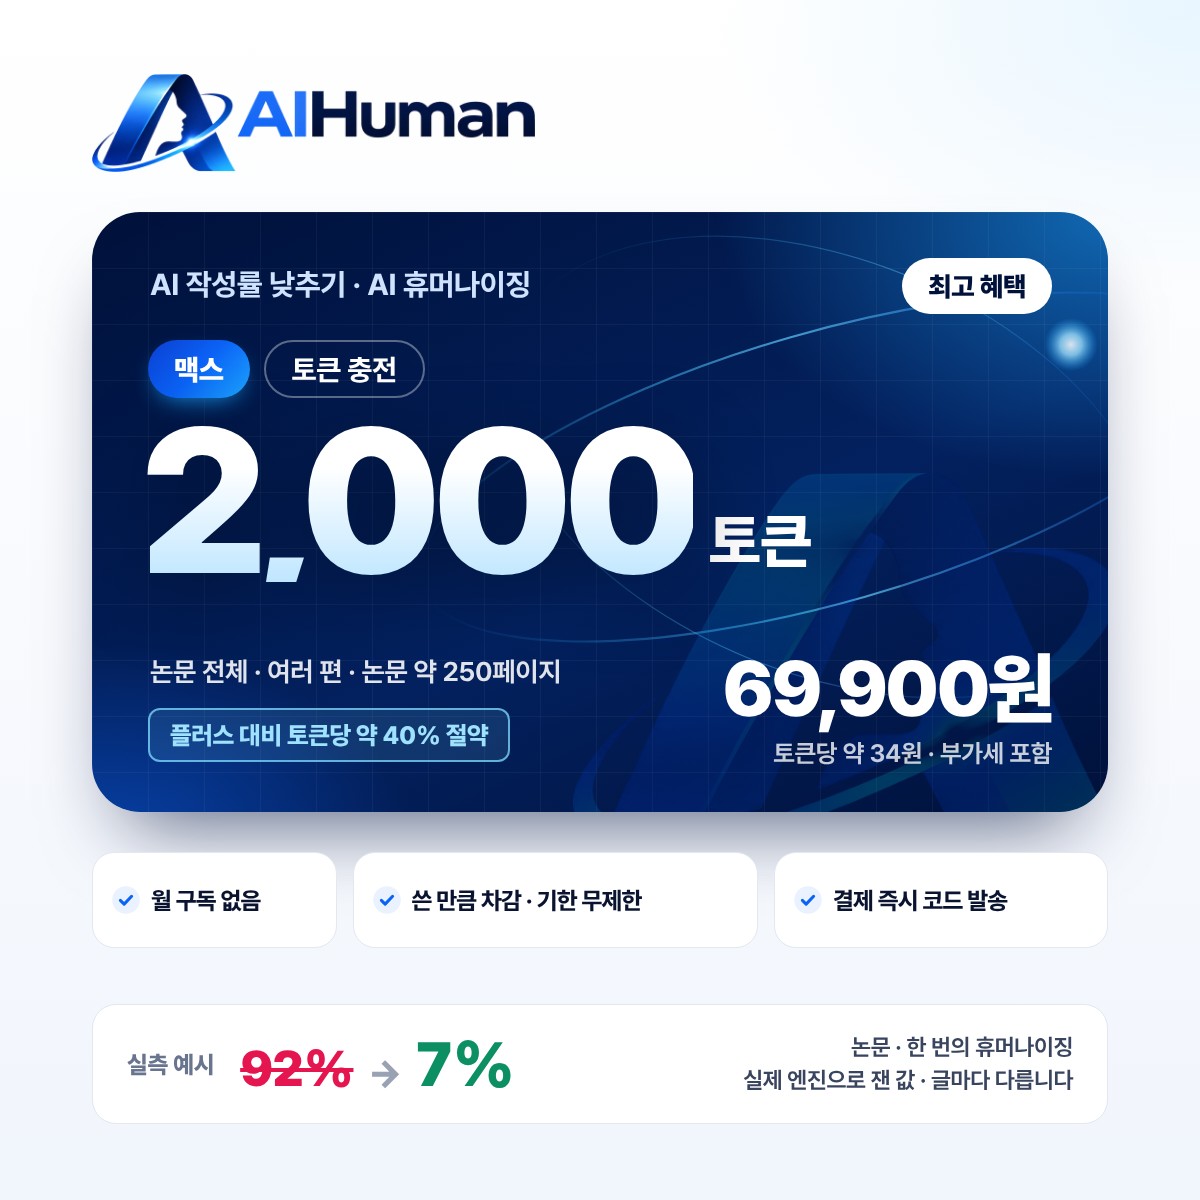 AIHuman
AI 작성률 낮추기 · AI 휴머나이징
최고 혜택
맥스
토큰 충전
2,000 토큰
논문 전체 · 여러 편 · 논문 약 250페이지
플러스 대비 토큰당 약 40% 절약
69,900원
토큰당 약 34원 · 부가세 포함
월 구독 없음
쓴 만큼 차감 · 기한 무제한
결제 즉시 코드 발송
실측 예시 92% → 7%
논문 · 한 번의 휴머나이징
실제 엔진으로 잰 값 · 글마다 다릅니다